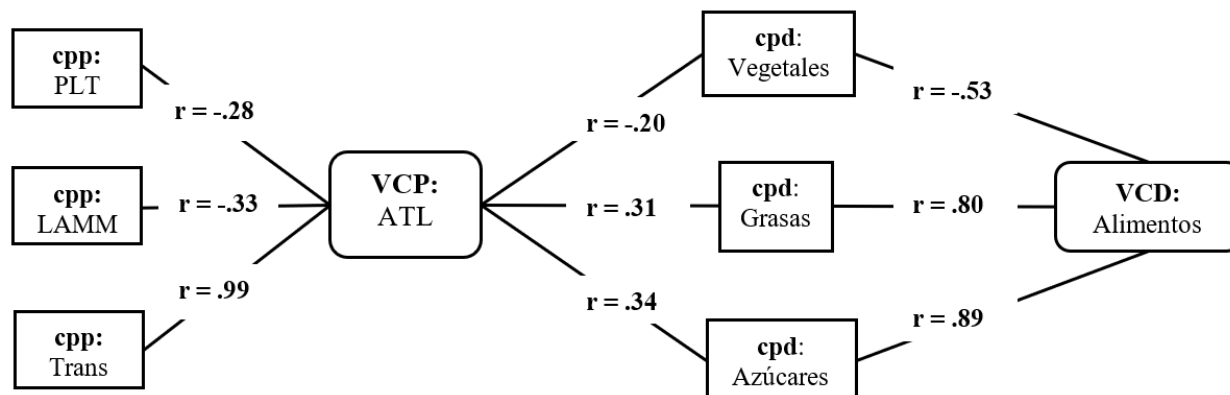 cpp:
PLT
r = -.28
cpp:
LAMM
r = -.33
cpp:
Trans
r = .99
VCP:
ATL
r = -.20
r = .31
r = .34
cpd:
Vegetales
cpd:
Grasas
cpd:
Azúcares
r = -.53
r = .80
r = .89
VCD:
Alimentos